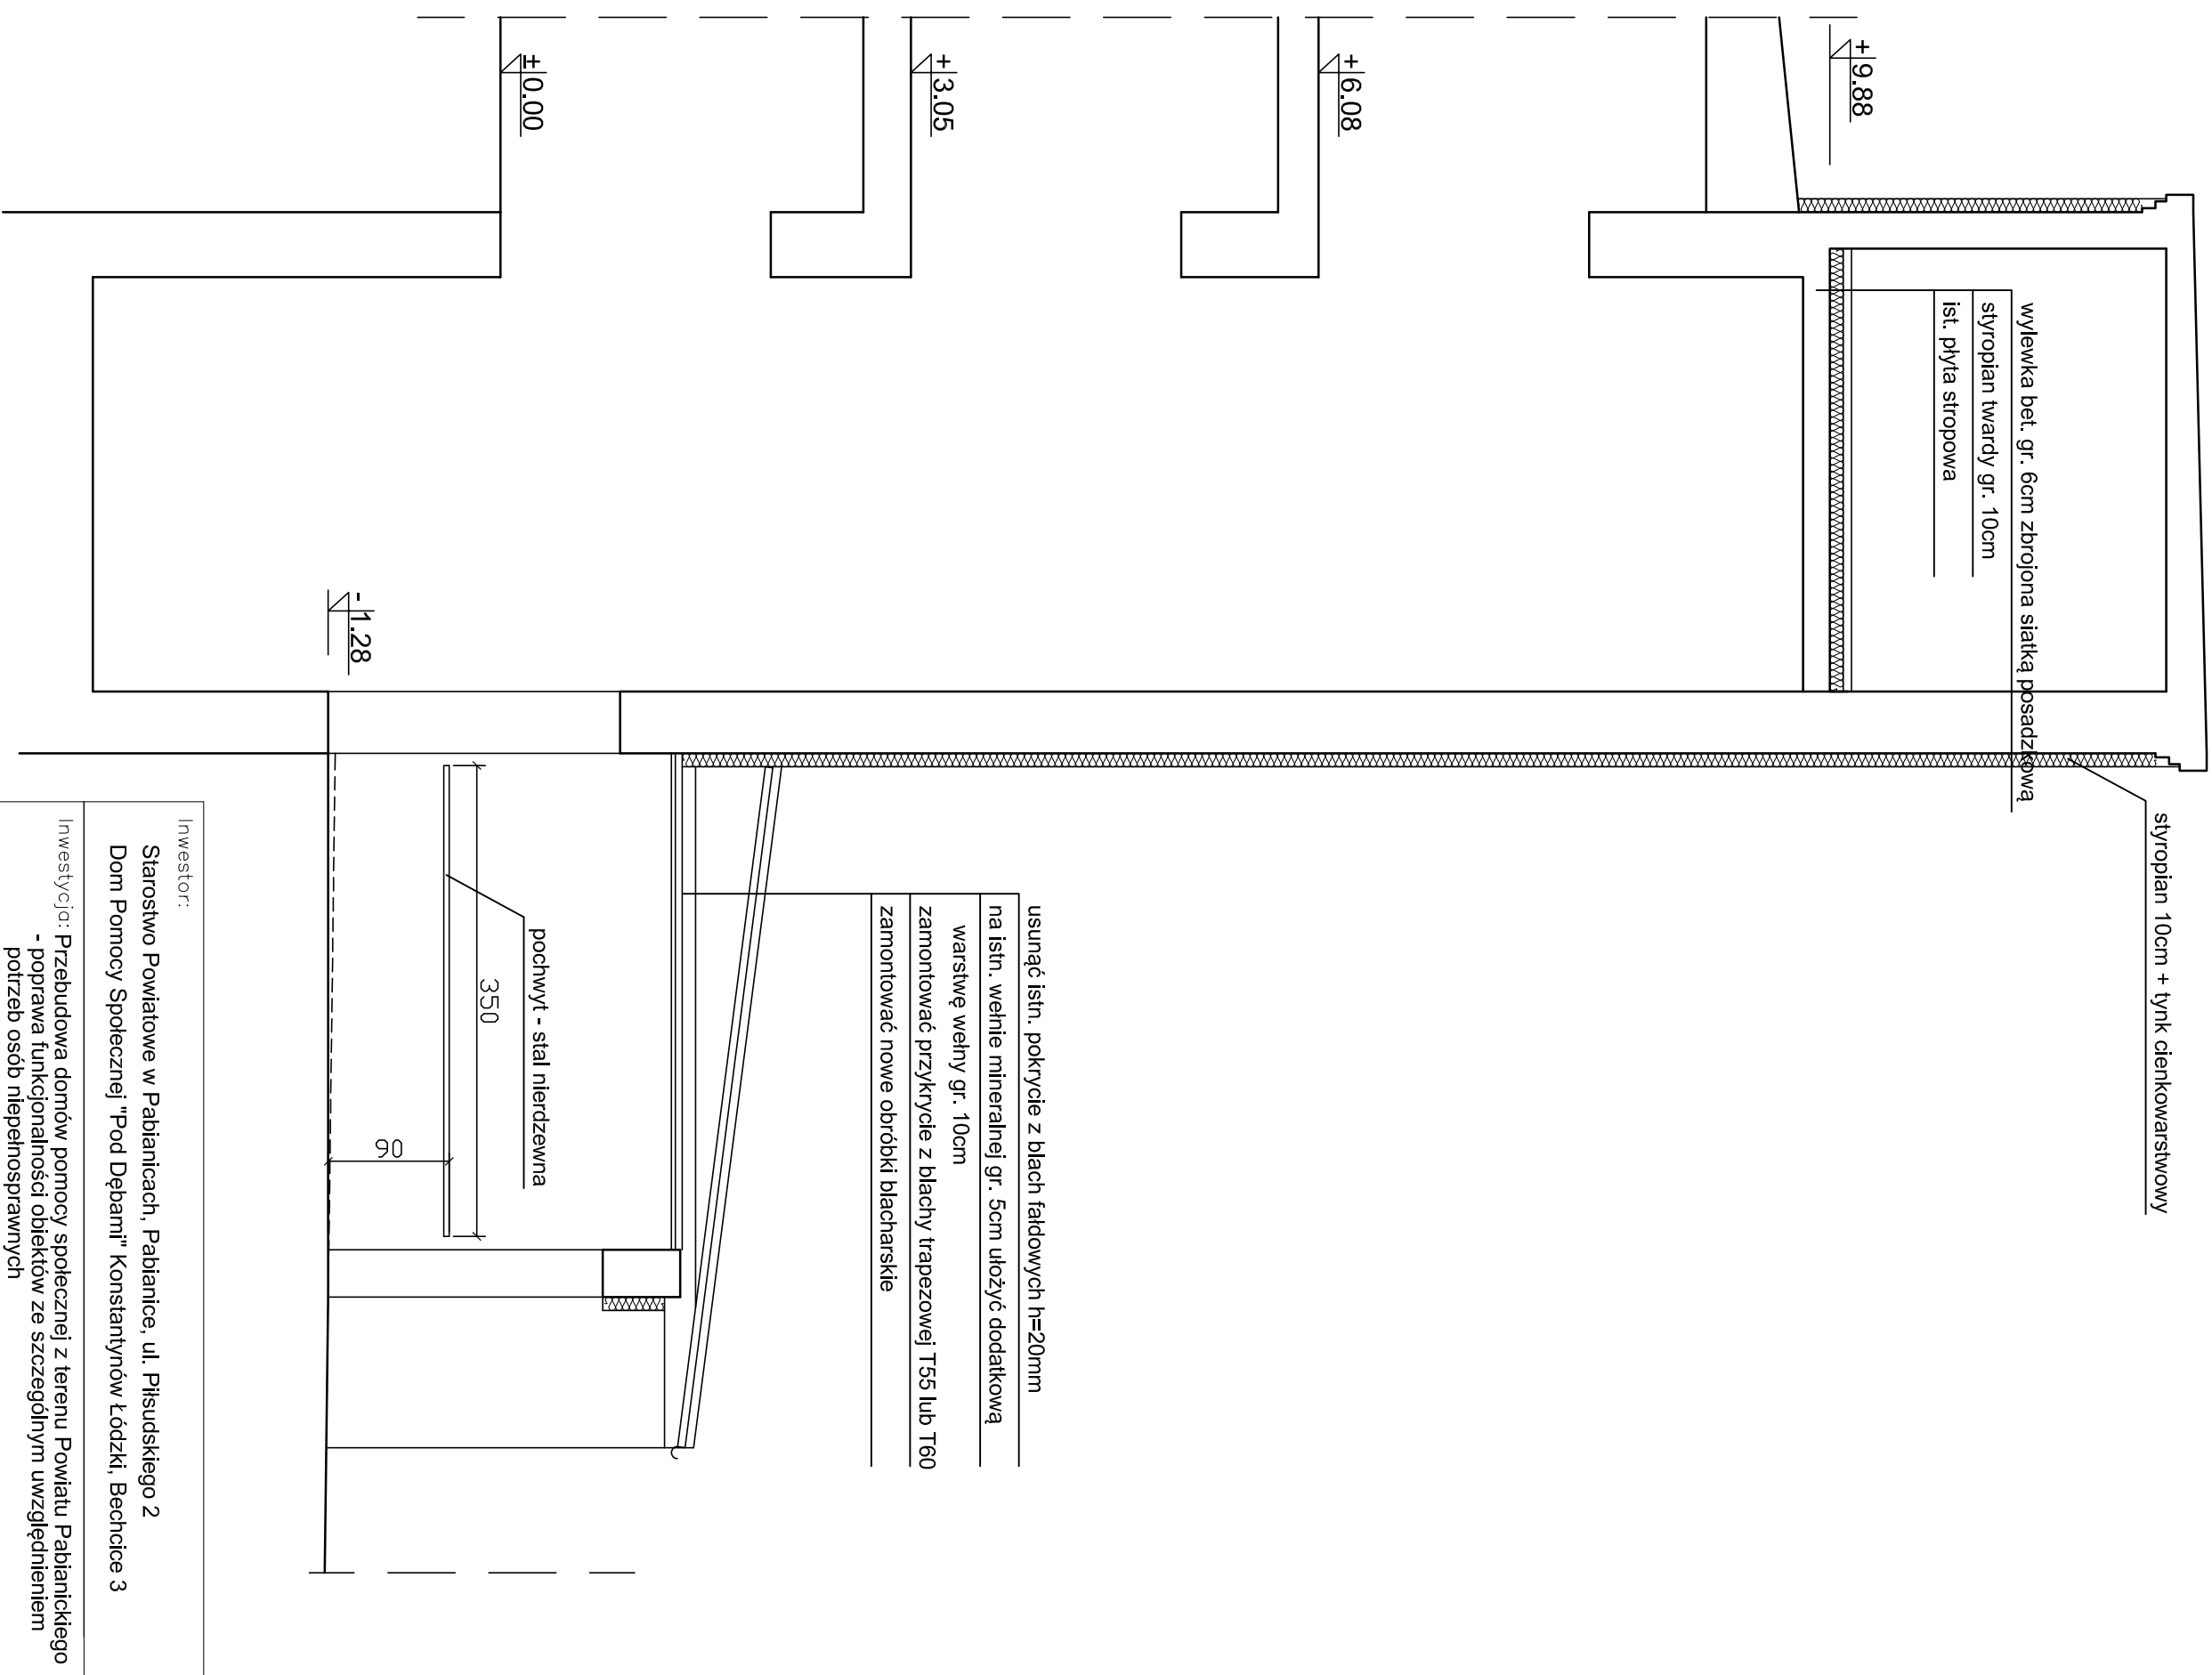 + 9.88
+ 6.08
+ 3.05
±0.00
- 1.28
wylewka bet. gr. 6cm zbrojona siatką posadzkową
styropian twardy gr. 10cm
ist. płyta stropowa
styropian 10cm + tynk cienkowarstwowy
usunąć istn. pokrycie z blach fałdowych h=20mm
na istn. wełnie mineralnej gr. 5cm ułożyć dodatkową
warstwę wełny gr. 10cm
zamontować przykrycie z blachy trapezowej T55 lub T60
zamontować nowe obróbki blacharskie
pochwyt - stal nierdzewna
350
90
Inwestor:
Starostwo Powiatowe w Pabianicach, Pabianice, ul. Piłsudskiego 2
Dom Pomocy Społecznej "Pod Dębami" Konstantynów Łódzki, Bechcice 3
Inwestycja: Przebudowa domów pomocy społecznej z terenu Powiatu Pabianickiego
- poprawa funkcjonalności obiektów ze szczególnym uwzględnieniem
potrzeb osób niepełnosprawnych